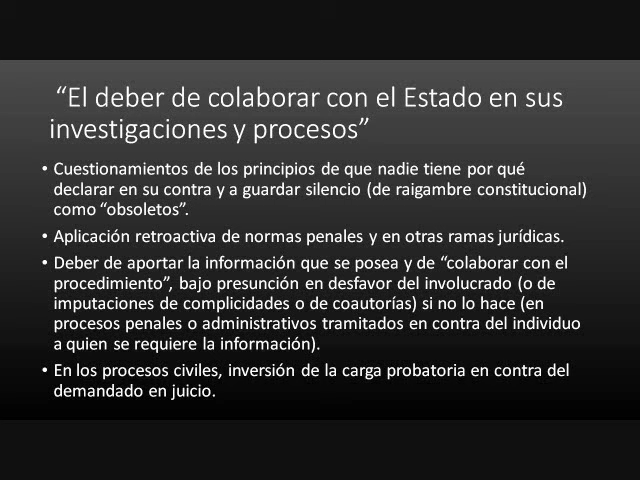 “El deber de colaborar con el Estado en sus
investigaciones y procesos”
• Cuestionamientos de los principios de que nadie tiene por qué
declarar en su contra y a guardar silencio (de raigambre constitucional)
como “obsoletos”.
• Aplicación retroactiva de normas penales y en otras ramas jurídicas.
• Deber de aportar la información que se posea y de “colaborar con el
procedimiento”, bajo presunción en desfavor del involucrado (o de
imputaciones de complicidades o de coautorías) si no lo hace (en
procesos penales o administrativos tramitados en contra del individuo
a quien se requiere la información).
• En los procesos civiles, inversión de la carga probatoria en contra del
demandado en juicio.